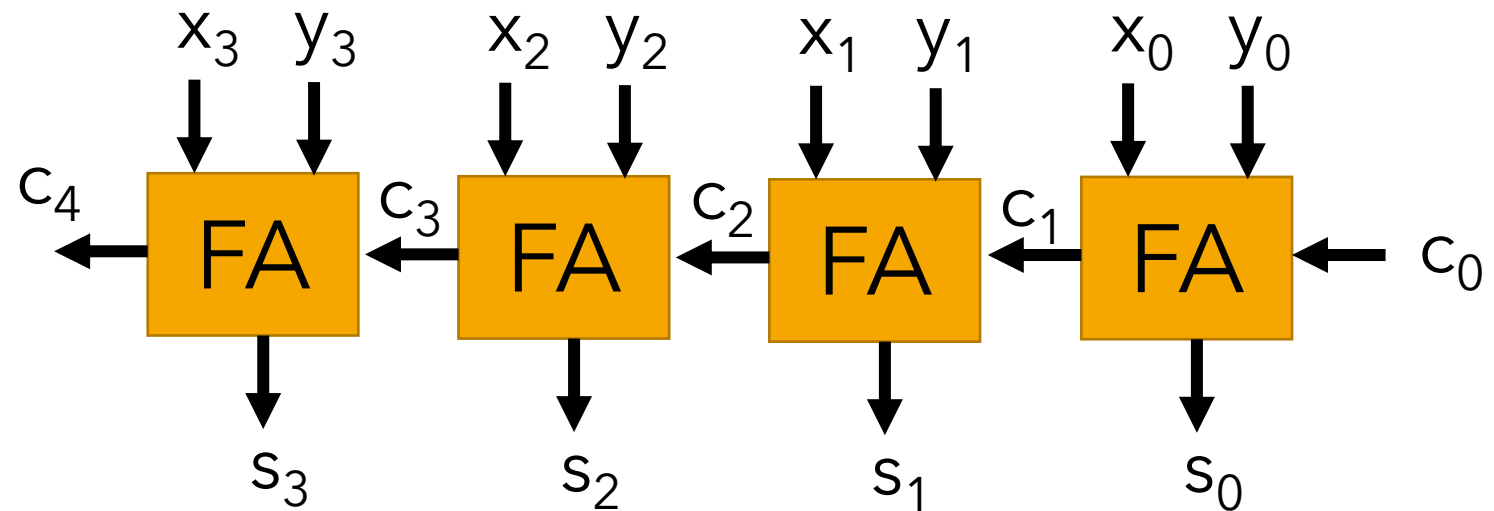 x₃ y₃ x₂ y₂ x₁ y₁ x₀ y₀
c₄ FA c₃ FA c₂ FA c₁ FA c₀
s₃ s₂ s₁ s₀